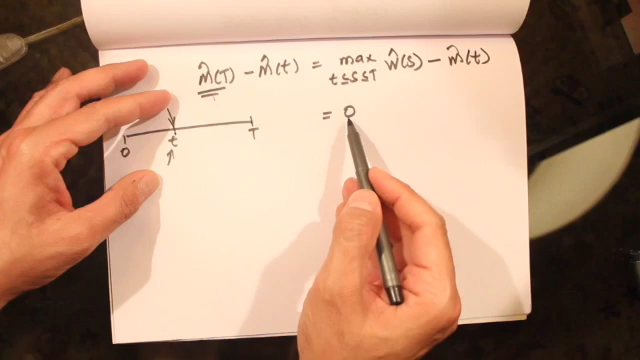 m̂(T) - m̂(t) = max ŵ(s) - m̂(t)
t≤s≤T
= 0
0 t T